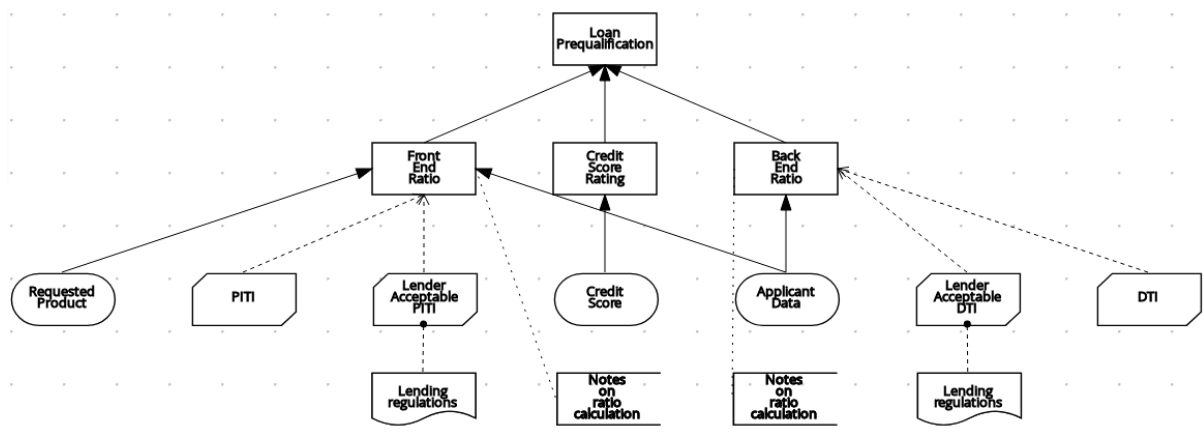 Loan
Prequalification
Front
End
Ratio
Credit
Score
Rating
Back
End
Ratio
Requested
Product
PITI
Lender
Acceptable
PITI
Credit
Score
Applicant
Data
Lender
Acceptable
DTI
DTI
Lending
regulations
Notes
on
ratio
calculation
Notes
on
ratio
calculation
Lending
regulations